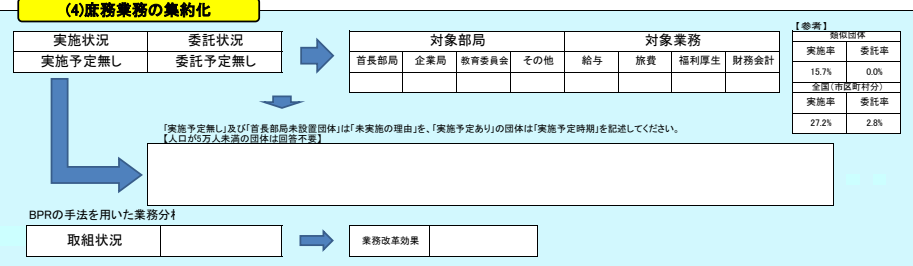 (4)庶務業務の集約化
【参考】
実施状況 委託状況
実施予定無し 委託予定無し
対象部局 対象業務
首長部局 企業局 教育委員会 その他 給与 旅費 福利厚生 財務会計
類似団体
実施率 委託率
15.7% 0.0%
全国(市区町村分)
実施率 委託率
27.2% 2.8%
「実施予定無し」及び「首長部局未設置団体」は「未実施の理由」を、「実施予定あり」の団体は「実施予定時期」を記述してください。
【人口が5万人未満の団体は回答不要】
BPRの手法を用いた業務分析
取組状況
業務改革効果